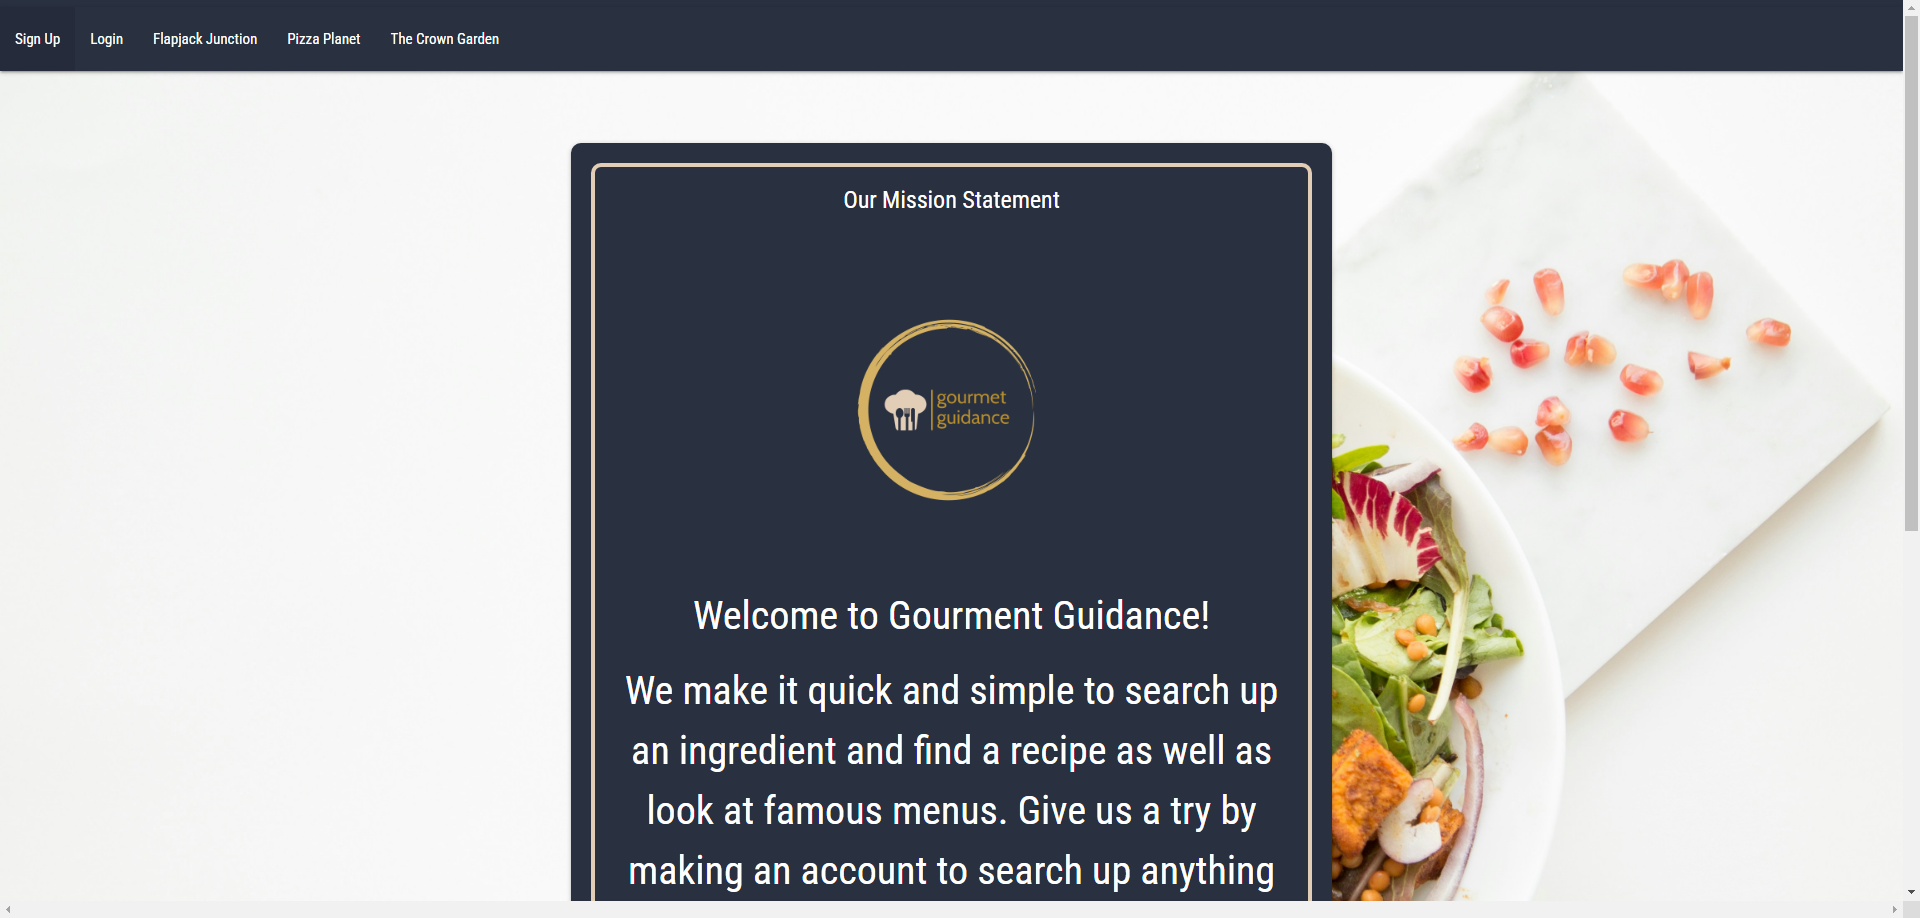 Sign Up Login Flapjack Junction Pizza Planet The Crown Garden
Our Mission Statement
gourmet
guidance
Welcome to Gourment Guidance!
We make it quick and simple to search up
an ingredient and find a recipe as well as
look at famous menus. Give us a try by
making an account to search up anything